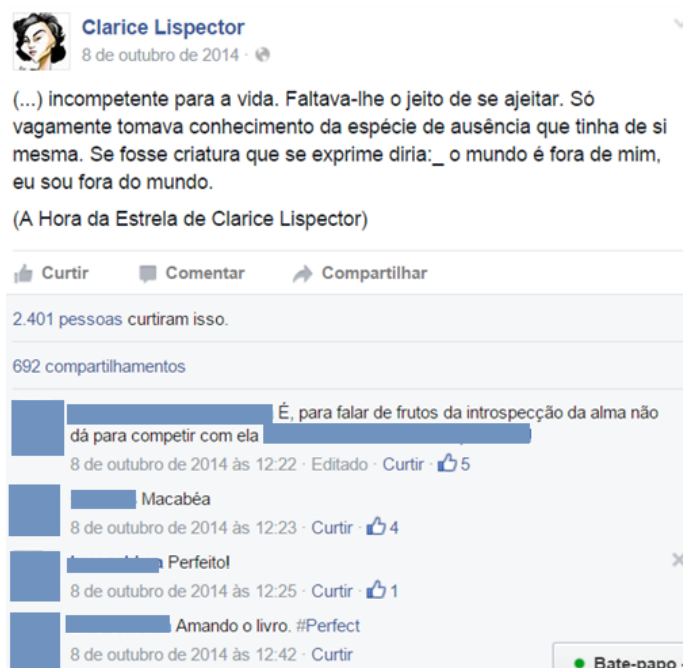 Clarice Lispector
8 de outubro de 2014 ·
(...) incompetente para a vida. Faltava-lhe o jeito de se ajeitar. Só
vagamente tomava conhecimento da espécie de ausência que tinha de si
mesma. Se fosse criatura que se exprime diria:_ o mundo é fora de mim,
eu sou fora do mundo.
(A Hora da Estrela de Clarice Lispector)
Curtir Comentar Compartilhar
2.401 pessoas curtiram isso.
692 compartilhamentos
É, para falar de frutos da introspecção da alma não
dá para competir com ela
8 de outubro de 2014 às 12:22 · Editado · Curtir · 5
Macabéa
8 de outubro de 2014 às 12:23 · Curtir · 4
Perfeito!
8 de outubro de 2014 às 12:25 · Curtir · 1
Amando o livro. #Perfect
8 de outubro de 2014 às 12:42 · Curtir
Bate-papo